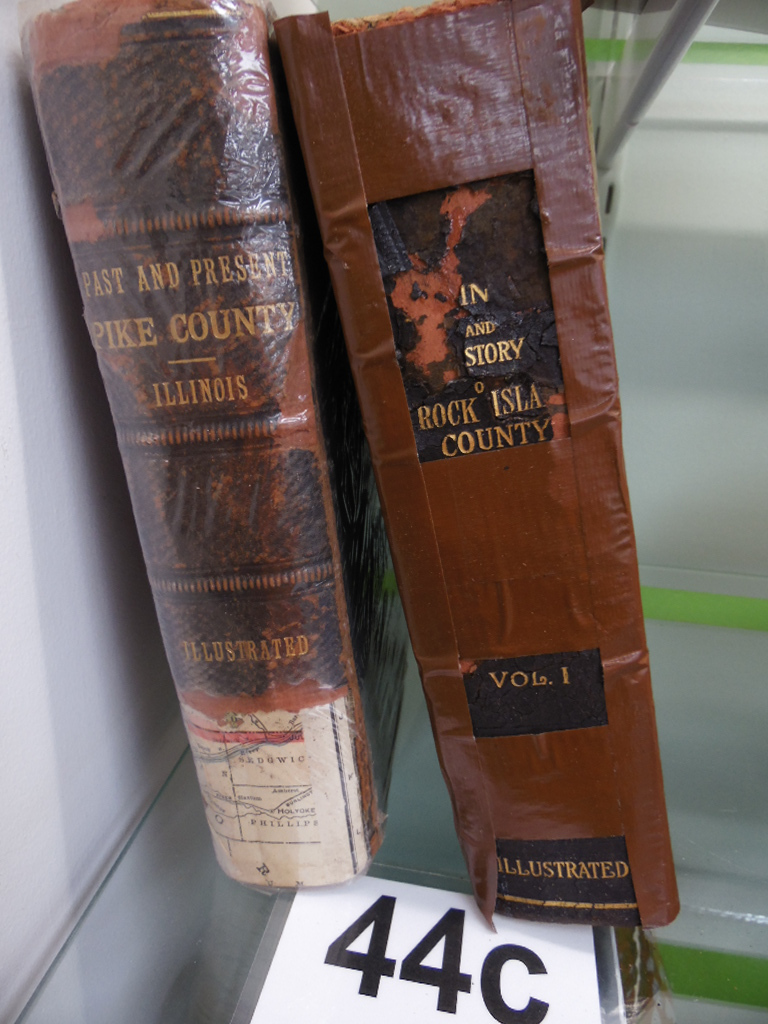 PAST AND PRESENT
PIKE COUNTY
ILLINOIS
ILLUSTRATED
SEDGWIC
HOLYOKE
PHILLIPS
IN
AND
STORY
O
ROCK ISLA
COUNTY
VOL. I
ILLUSTRATED
44c